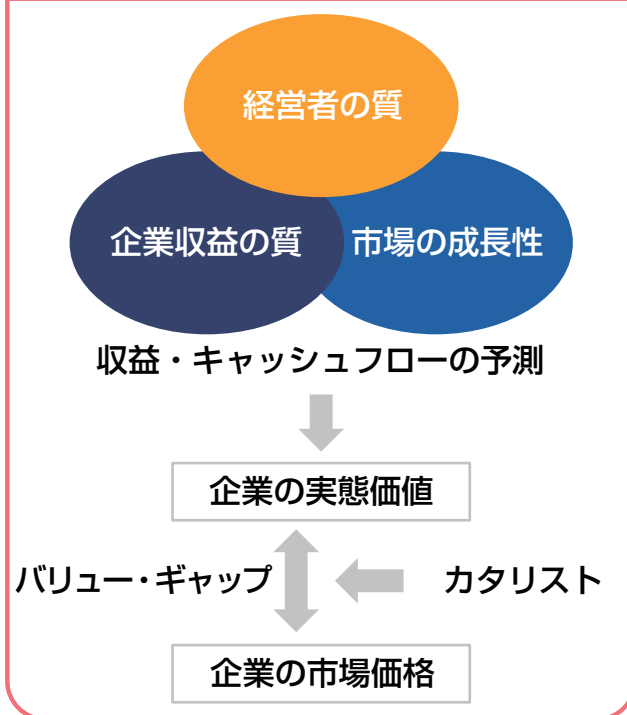 経営者の質
企業収益の質
市場の成長性
収益・キャッシュフローの予測
企業の実態価値
バリュー・ギャップ
カタリスト
企業の市場価格